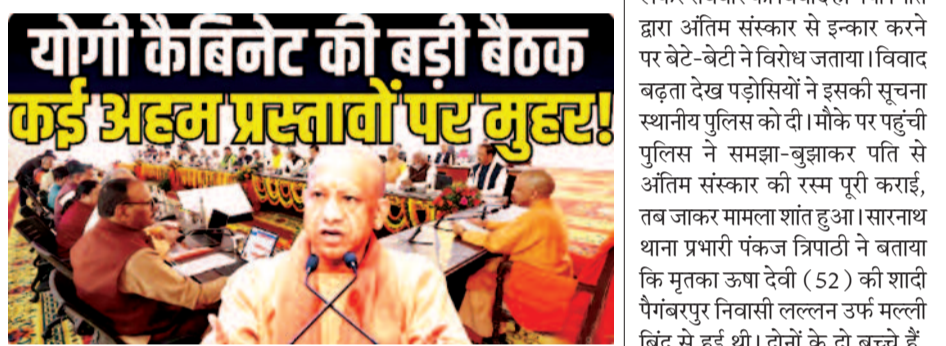 योगी कैबिनेट की बड़ी बैठक
कई अहम प्रस्तावों पर मुहर!
द्वारा अंतिम संस्कार से इन्कार करने
पर बेटे-बेटी ने विरोध जताया। विवाद
बढ़ता देख पड़ोसियों ने इसकी सूचना
स्थानीय पुलिस को दी। मौके पर पहुंची
पुलिस ने समझा-बुझाकर पति से
अंतिम संस्कार की रस्म पूरी कराई,
तब जाकर मामला शांत हुआ। सारनाथ
थाना प्रभारी पंकज त्रिपाठी ने बताया
कि मृतका ऊषा देवी (52) की शादी
पैगंबरपुर निवासी लल्लन उर्फ मल्ली
बिंद से हुई थी। दोनों के दो बच्चे हैं,